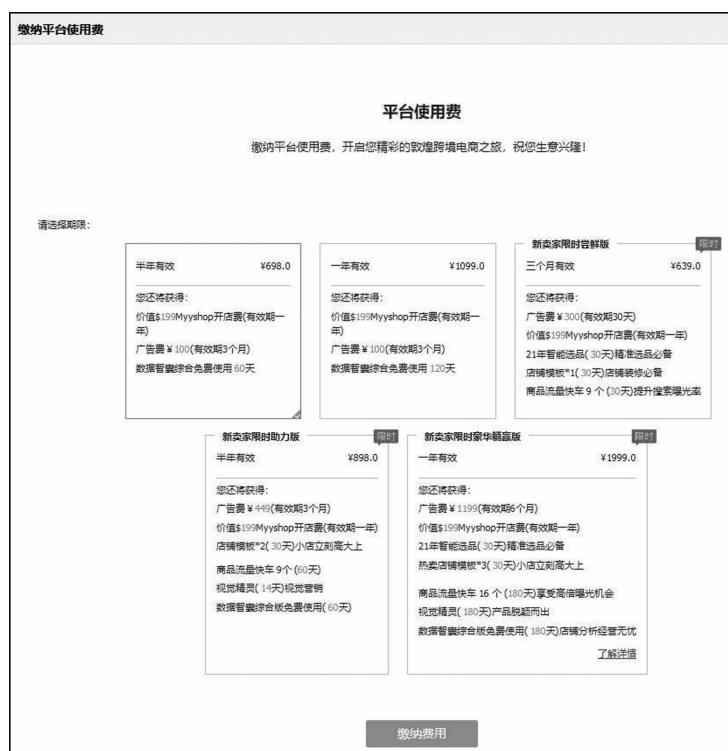 缴纳平台使用费
平台使用费
缴纳平台使用费，开启您精彩的敦煌跨境电商之旅，祝您生意兴隆！
请选择期限：
半年有效 ¥698.0
您还将获得：
价值$199Myyshop开店费(有效期一
年)
广告费¥100(有效期3个月)
数据智囊综合免费使用 60天
一年有效 ¥1099.0
您还将获得：
价值$199Myyshop开店费(有效期一
年)
广告费¥100(有效期3个月)
数据智囊综合免费使用 120天
新卖家限时尝鲜版 限时
三个月有效 ¥639.0
您还将获得：
广告费¥300(有效期30天)
价值$199Myyshop开店费(有效期一年)
21年智能选品( 30天)精准选品必备
店铺模板*1( 30天)店铺装修必备
商品流量快车 9 个 (30天)提升搜索曝光率
新卖家限时助力版 限时
半年有效 ¥898.0
您还将获得：
广告费¥449(有效期3个月)
价值$199Myyshop开店费(有效期一年)
店铺模板*2( 30天)小店立刻高大上
商品流量快车 9个 (60天)
视觉精灵( 14天)视觉营销
数据智囊综合版免费使用( 60天)
新卖家限时豪华躺赢版 限时
一年有效 ¥1999.0
您还将获得：
广告费¥1199(有效期6个月)
价值$199Myyshop开店费(有效期一年)
21年智能选品( 30天)精准选品必备
热卖店铺模板*3( 30天)小店立刻高大上
商品流量快车 16 个 (180天)享受高倍曝光机会
视觉精灵( 180天)产品脱颖而出
数据智囊综合版免费使用( 180天)店铺分析经营无忧
了解详情
缴纳费用